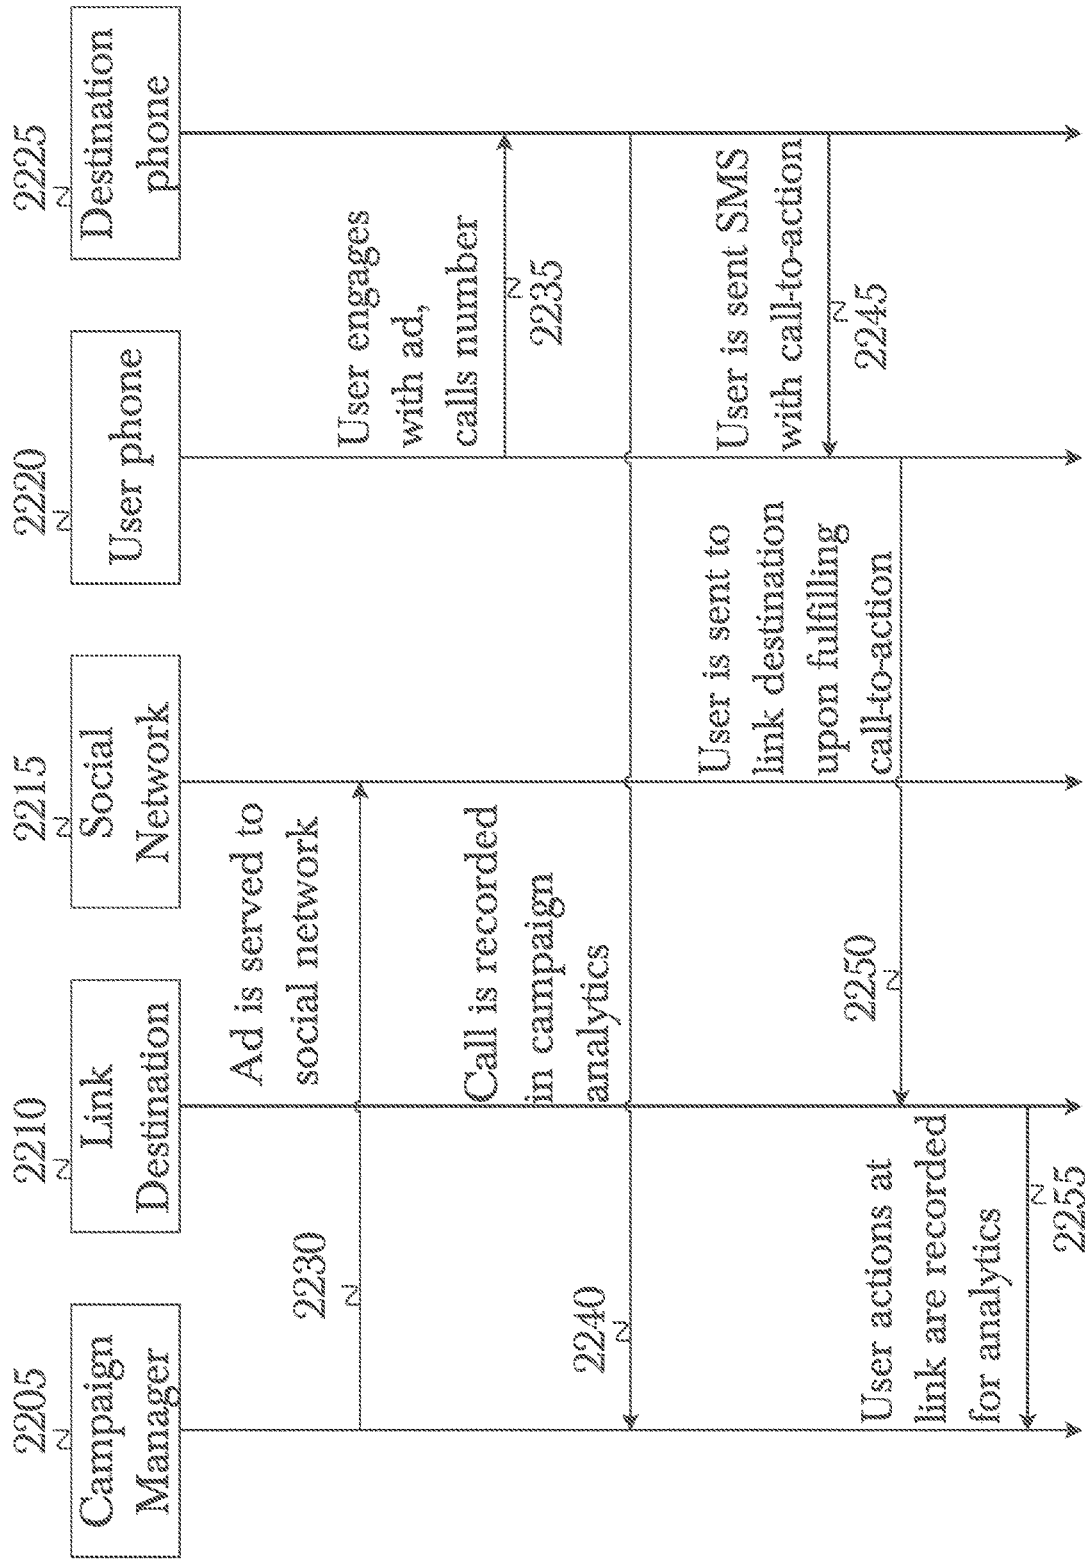 2205
Campaign
Manager
2210
Link
Destination
2215
Social
Network
2220
User phone
2225
Destination
phone
2230
Ad is served to
social network
User engages
with ad,
calls number
2235
2240
Call is recorded
in campaign
analytics
User is sent SMS
with call-to-action
2245
User is sent to
link destination
upon fulfilling
call-to-action
2250
User actions at
link are recorded
for analytics
2255